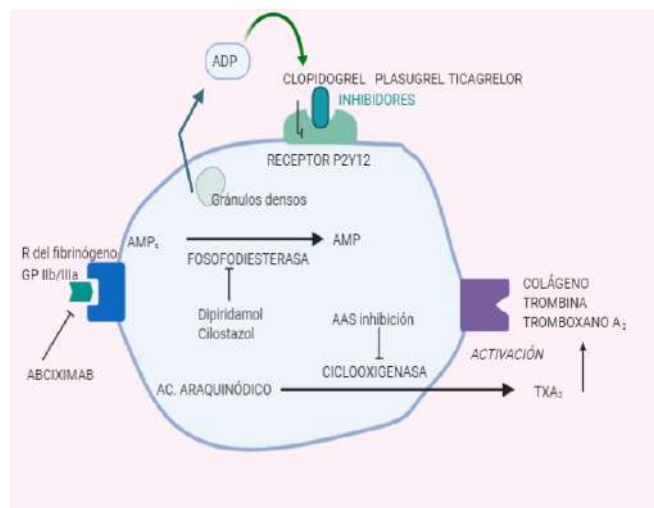 ADP
CLOPIDOGREL PLASUGREL TICAGRELOR
INHIBIDORES
RECEPTOR P2Y12
Gránulos densos
AMPc
AMP
FOSOFODIESTERASA
R del fibrinógeno
GP IIb/IIIa
Dipiridamol
Cilostazol
AAS inhibición
COLÁGENO
TROMBINA
TROMBOXANO A₂
ACTIVACIÓN
CICLOOXIGENASA
ABCIXIMAB
AC. ARAQUINÓDICO
TXA₂